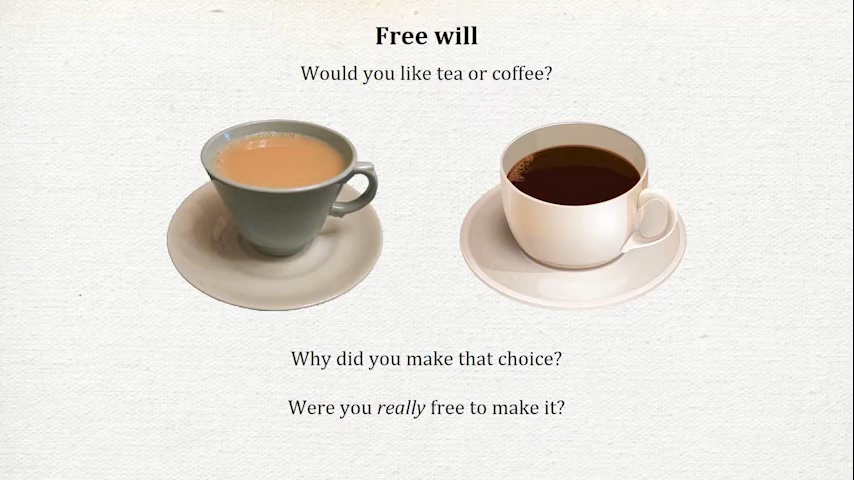 Free will
Would you like tea or coffee?
Why did you make that choice?
Were you really free to make it?